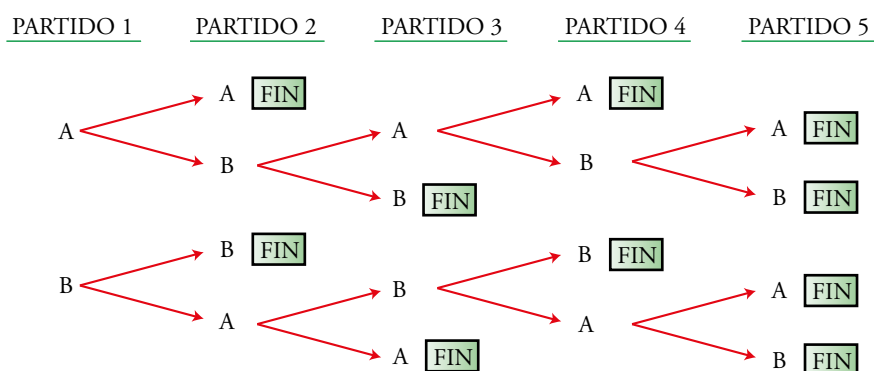 PARTIDO 1 PARTIDO 2 PARTIDO 3 PARTIDO 4 PARTIDO 5
A FIN A FIN
A A A FIN
B B
B FIN B FIN
B FIN B FIN
B B A FIN
A A
A FIN B FIN